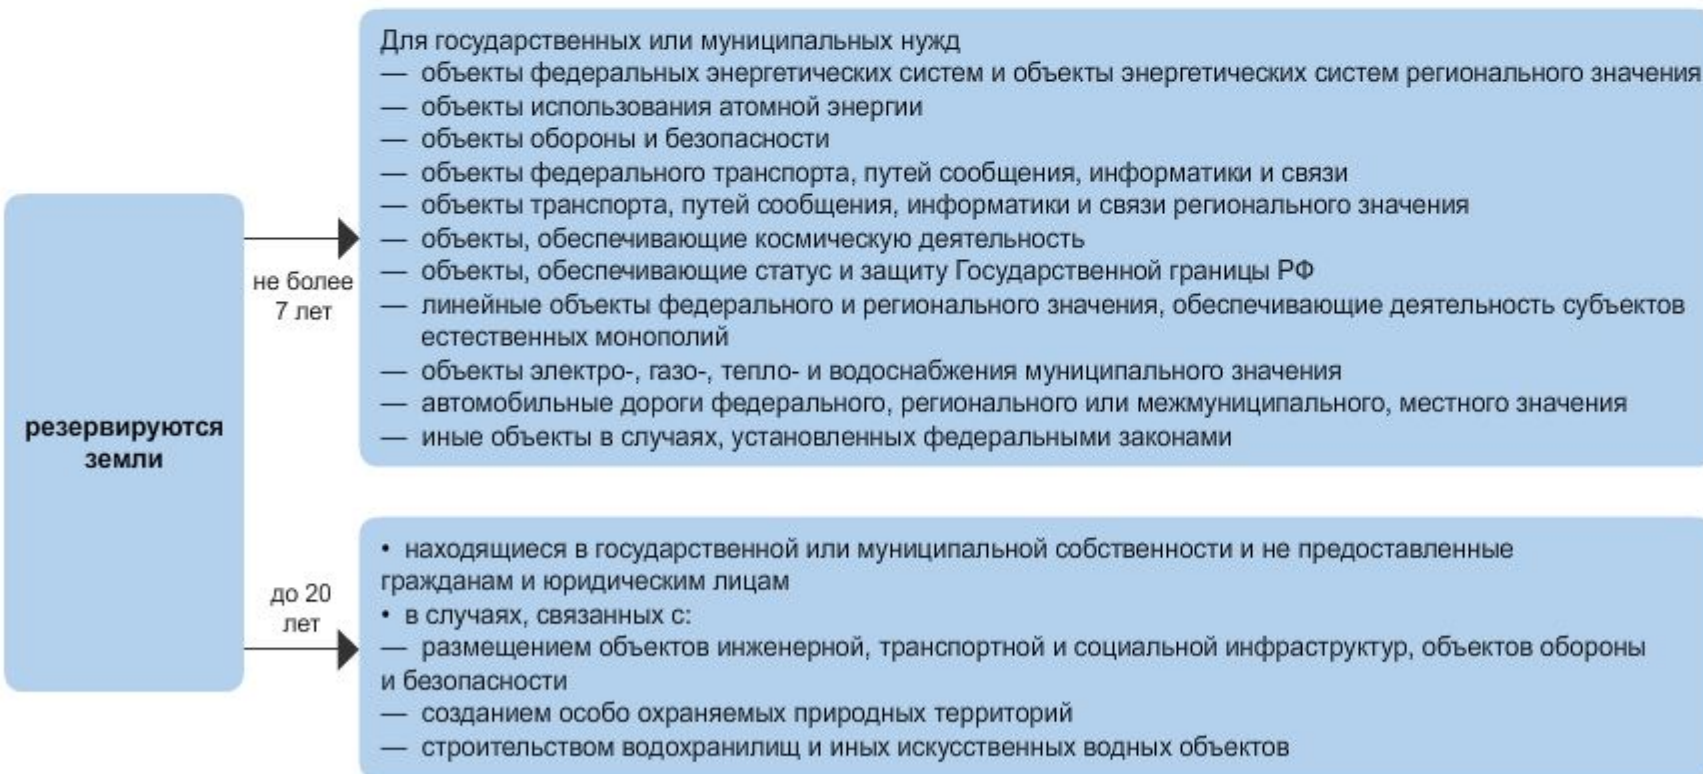 Для государственных или муниципальных нужд
— объекты федеральных энергетических систем и объекты энергетических систем регионального значения
— объекты использования атомной энергии
— объекты обороны и безопасности
— объекты федерального транспорта, путей сообщения, информатики и связи
— объекты транспорта, путей сообщения, информатики и связи регионального значения
— объекты, обеспечивающие космическую деятельность
— объекты, обеспечивающие статус и защиту Государственной границы РФ
— линейные объекты федерального и регионального значения, обеспечивающие деятельность субъектов
естественных монополий
— объекты электро-, газо-, тепло- и водоснабжения муниципального значения
— автомобильные дороги федерального, регионального или межмуниципального, местного значения
— иные объекты в случаях, установленных федеральными законами
не более
7 лет
резервируются
земли
до 20
лет
• находящиеся в государственной или муниципальной собственности и не предоставленные
гражданам и юридическим лицам
• в случаях, связанных с:
— размещением объектов инженерной, транспортной и социальной инфраструктур, объектов обороны
и безопасности
— созданием особо охраняемых природных территорий
— строительством водохранилищ и иных искусственных водных объектов